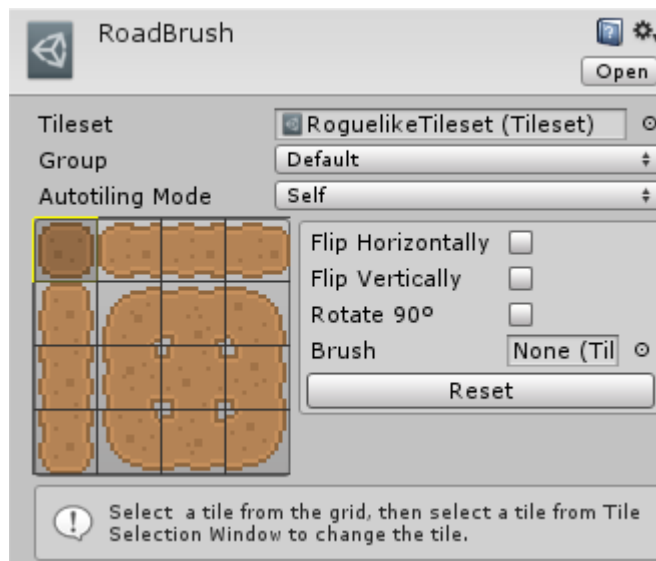 RoadBrush
Open
Tileset RoguelikeTileset (Tileset)
Group Default
Autotiling Mode Self
Flip Horizontally
Flip Vertically
Rotate 90º
Brush None (Til
Reset
Select a tile from the grid, then select a tile from Tile
Selection Window to change the tile.